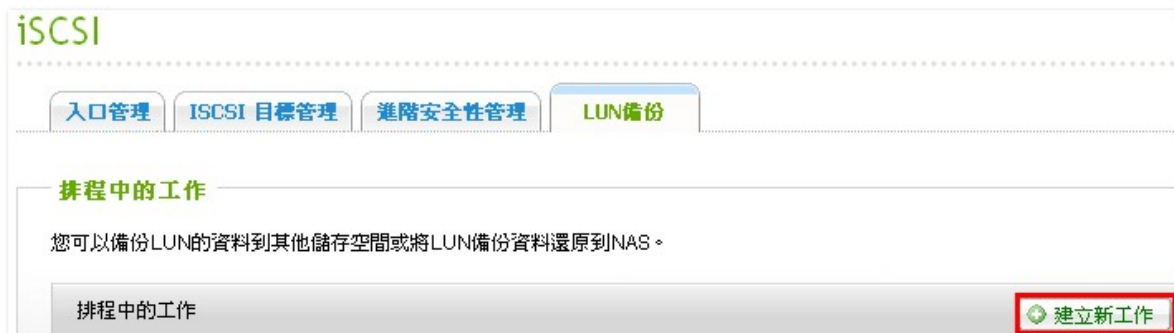 iSCSI
入口管理 ISCSI 目標管理 進階安全性管理 LUN備份
排程中的工作
您可以備份LUN的資料到其他儲存空間或將LUN備份資料還原到NAS。
排程中的工作 建立新工作